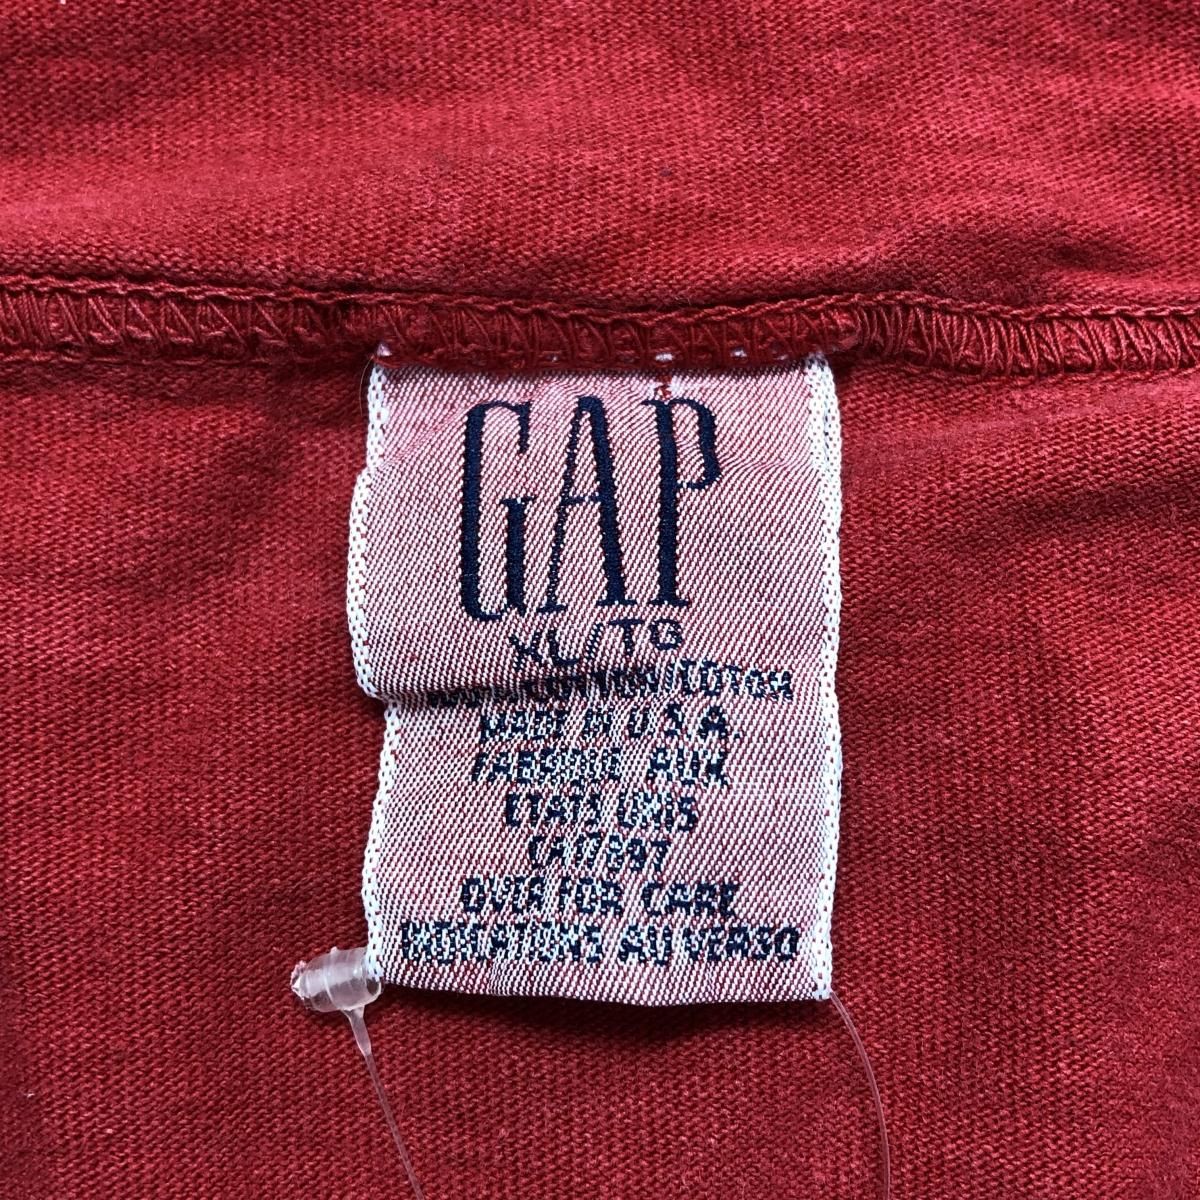 GAP
XL/TG
100% COTTON/COTON
MADE IN U.S.A.
FABRIQUE AUX
ETATS UNIS
CA17897
OVER FOR CARE
INDICATIONS AU VERSO